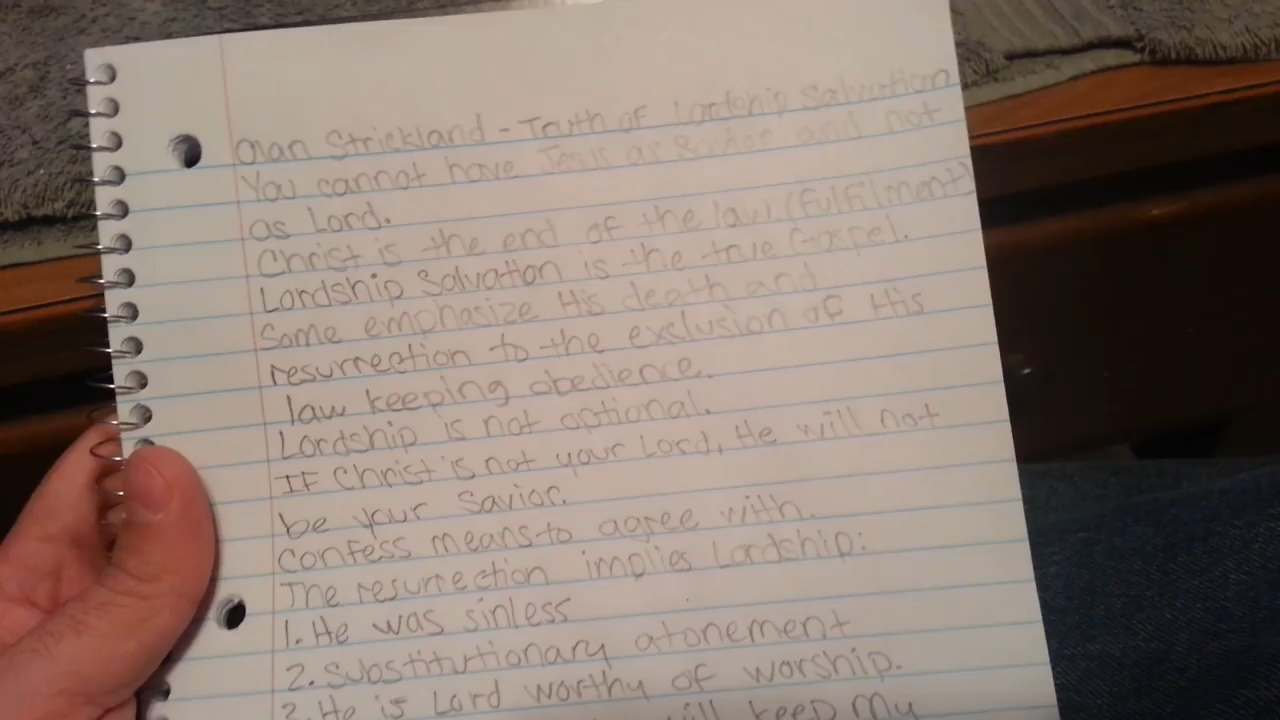 Olan Strickland - Truth of Lordship Salvation
You cannot have Jesus as Savior and not
as Lord.
Christ is the end of the law. (fulfilment)
Lordship Salvation is the true Gospel.
Some emphasize His death and
resurrection to the exclusion of His
law keeping obedience.
Lordship is not optional.
If Christ is not your Lord, He will not
be your Savior.
Confess means to agree with.
The resurrection implies Lordship:
1. He was sinless
2. Substitutionary atonement
3. He is Lord worthy of worship.
will keep My